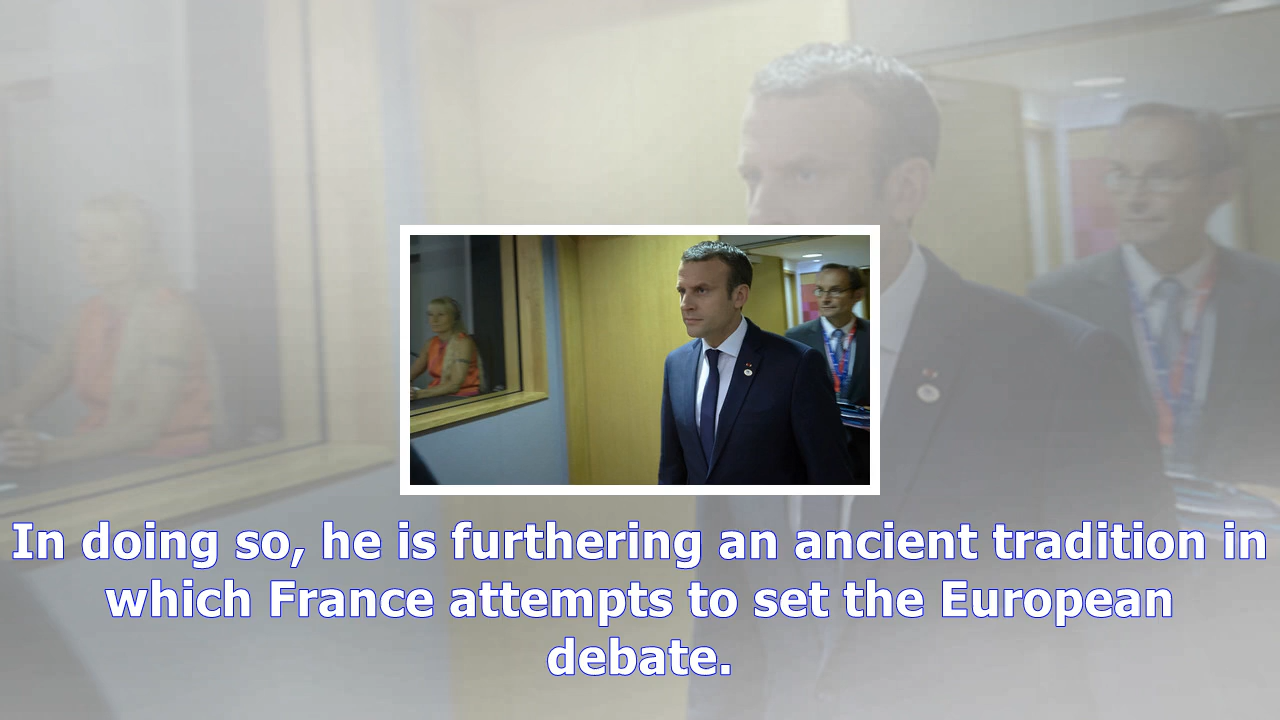 In doing so, he is furthering an ancient tradition in
which France attempts to set the European
debate.